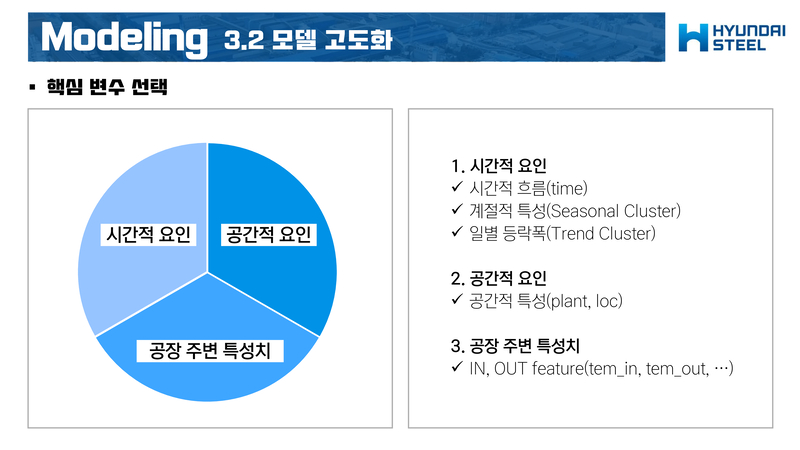 Modeling 3.2 모델 고도화
HYUNDAI
STEEL
▪ 핵심 변수 선택
시간적 요인
공간적 요인
공장 주변 특성치
1. 시간적 요인
✓ 시간적 흐름(time)
✓ 계절적 특성(Seasonal Cluster)
✓ 일별 등락폭(Trend Cluster)
2. 공간적 요인
✓ 공간적 특성(plant, loc)
3. 공장 주변 특성치
✓ IN, OUT feature(tem_in, tem_out, ⋯)